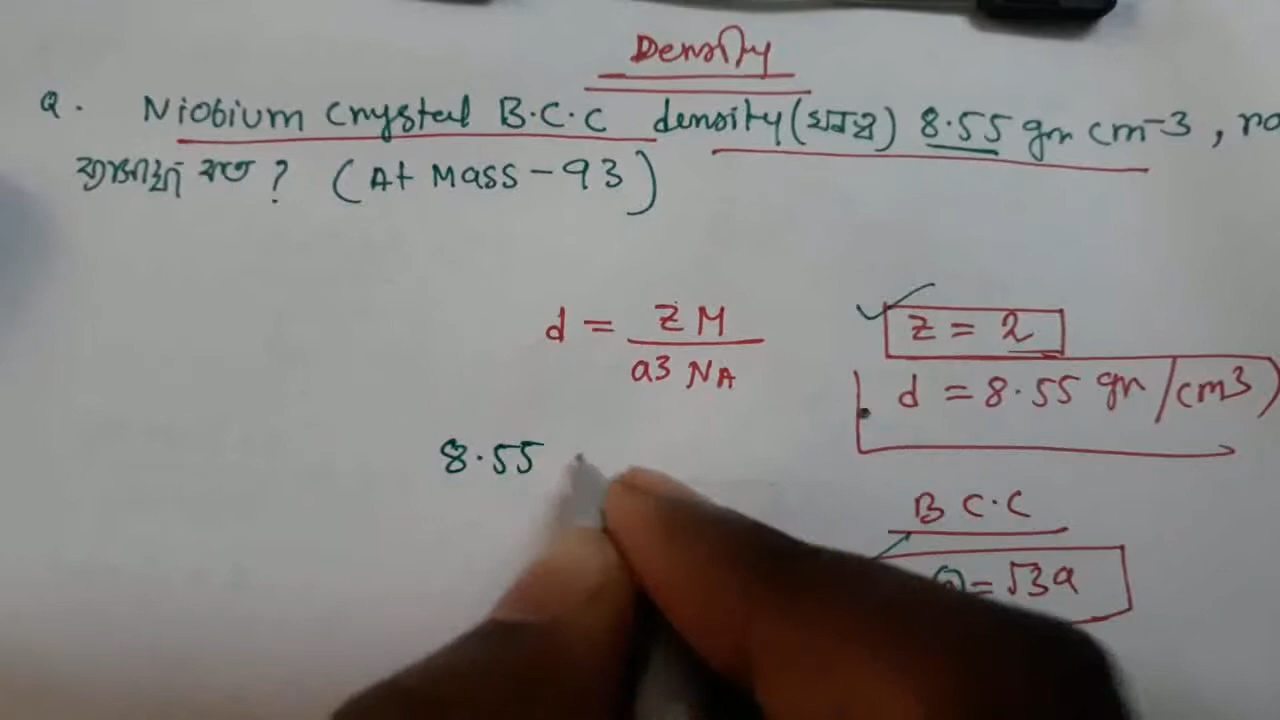 Density
Q. Niobium Crystal B.C.C density (ঘনত্ব) 8.55 gm cm-3,
কত? (At Mass - 93)
d = ZM / a3 NA
Z = 2
d = 8.55 gm/cm3
8.55
B C.C
= √3a